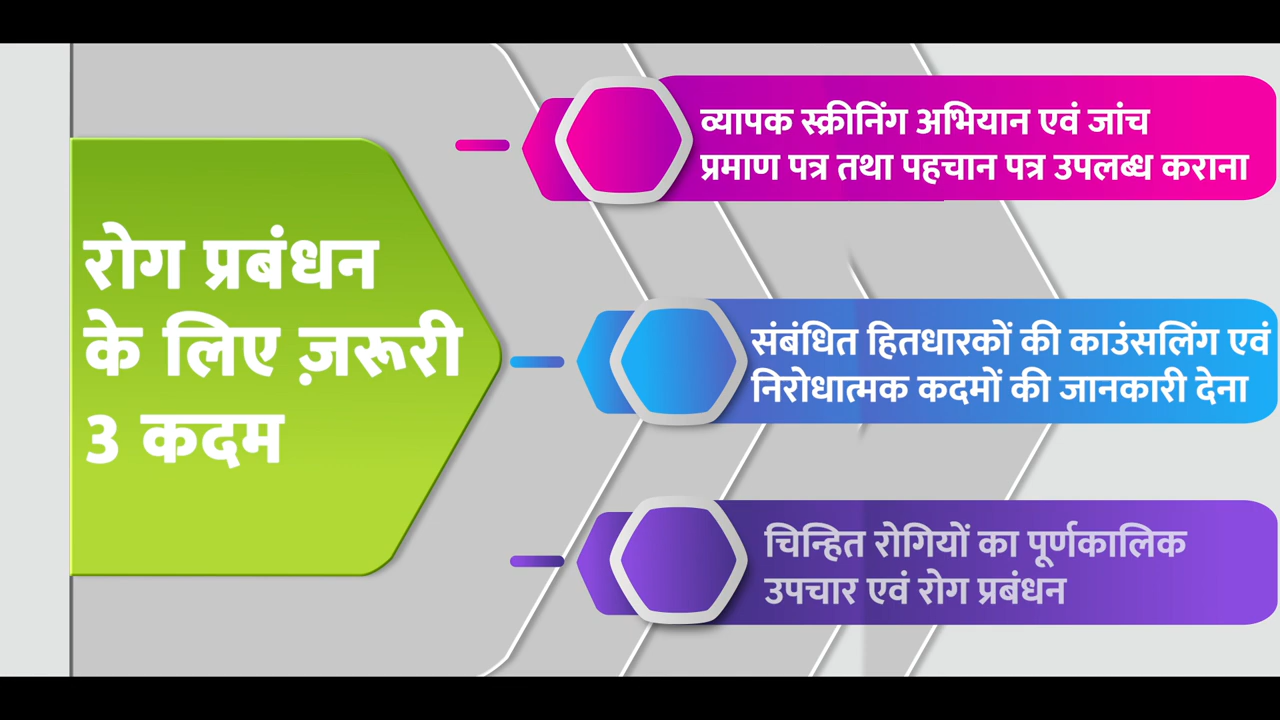 रोग प्रबंधन
के लिए ज़रूरी
3 कदम
व्यापक स्क्रीनिंग अभियान एवं जांच
प्रमाण पत्र तथा पहचान पत्र उपलब्ध कराना
संबंधित हितधारकों की काउंसलिंग एवं
निरोधात्मक कदमों की जानकारी देना
चिन्हित रोगियों का पूर्णकालिक
उपचार एवं रोग प्रबंधन